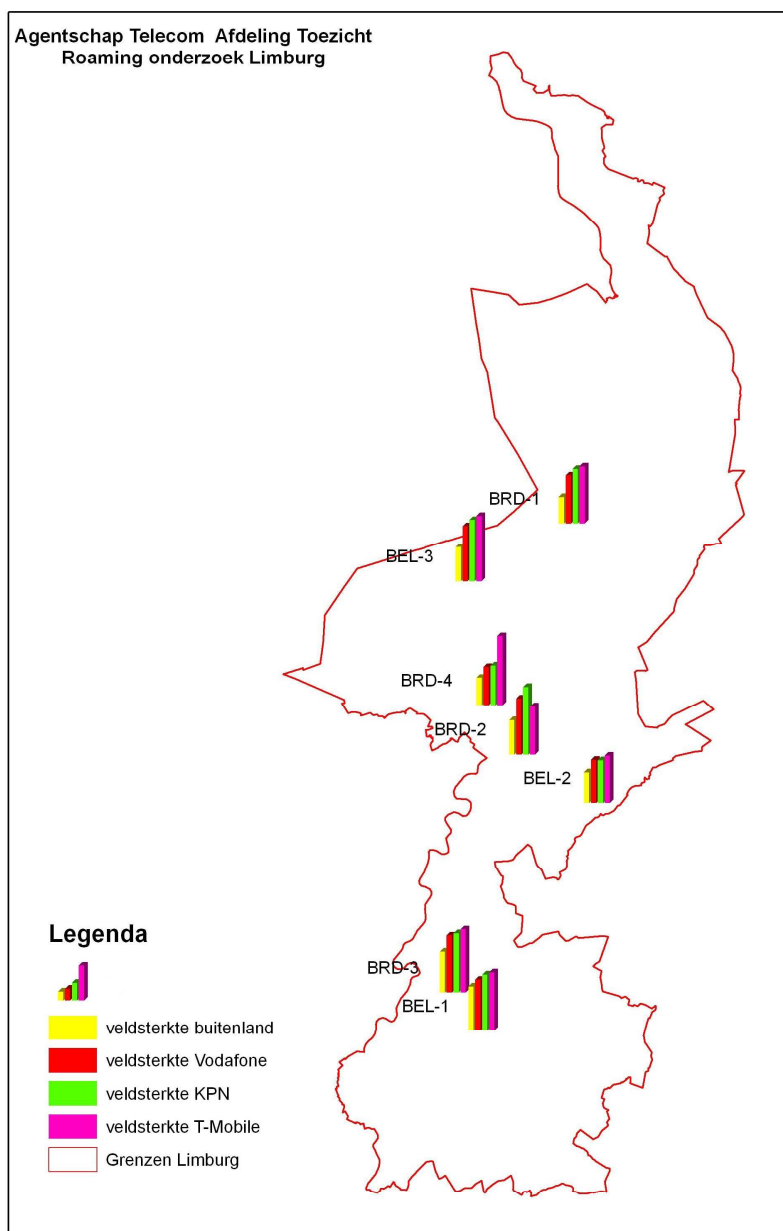 Agentschap Telecom Afdeling Toezicht
Roaming onderzoek Limburg
BRD-1
BEL-3
BRD-4
BRD-2
BEL-2
BRD-3
BEL-1
Legenda
veldsterkte buitenland
veldsterkte Vodafone
veldsterkte KPN
veldsterkte T-Mobile
Grenzen Limburg